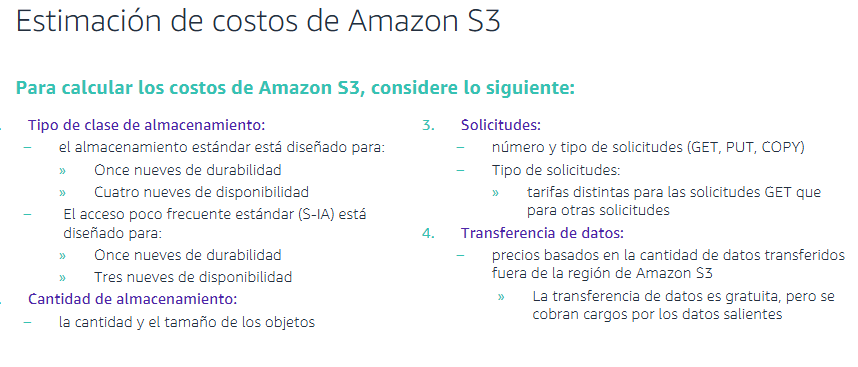 Estimación de costos de Amazon S3
Para calcular los costos de Amazon S3, considere lo siguiente:
Tipo de clase de almacenamiento:
– el almacenamiento estándar está diseñado para:
» Once nueves de durabilidad
» Cuatro nueves de disponibilidad
– El acceso poco frecuente estándar (S-IA) está
diseñado para:
» Once nueves de durabilidad
» Tres nueves de disponibilidad
Cantidad de almacenamiento:
– la cantidad y el tamaño de los objetos
3. Solicitudes:
– número y tipo de solicitudes (GET, PUT, COPY)
– Tipo de solicitudes:
» tarifas distintas para las solicitudes GET que
para otras solicitudes
4. Transferencia de datos:
– precios basados en la cantidad de datos transferidos
fuera de la región de Amazon S3
» La transferencia de datos es gratuita, pero se
cobran cargos por los datos salientes